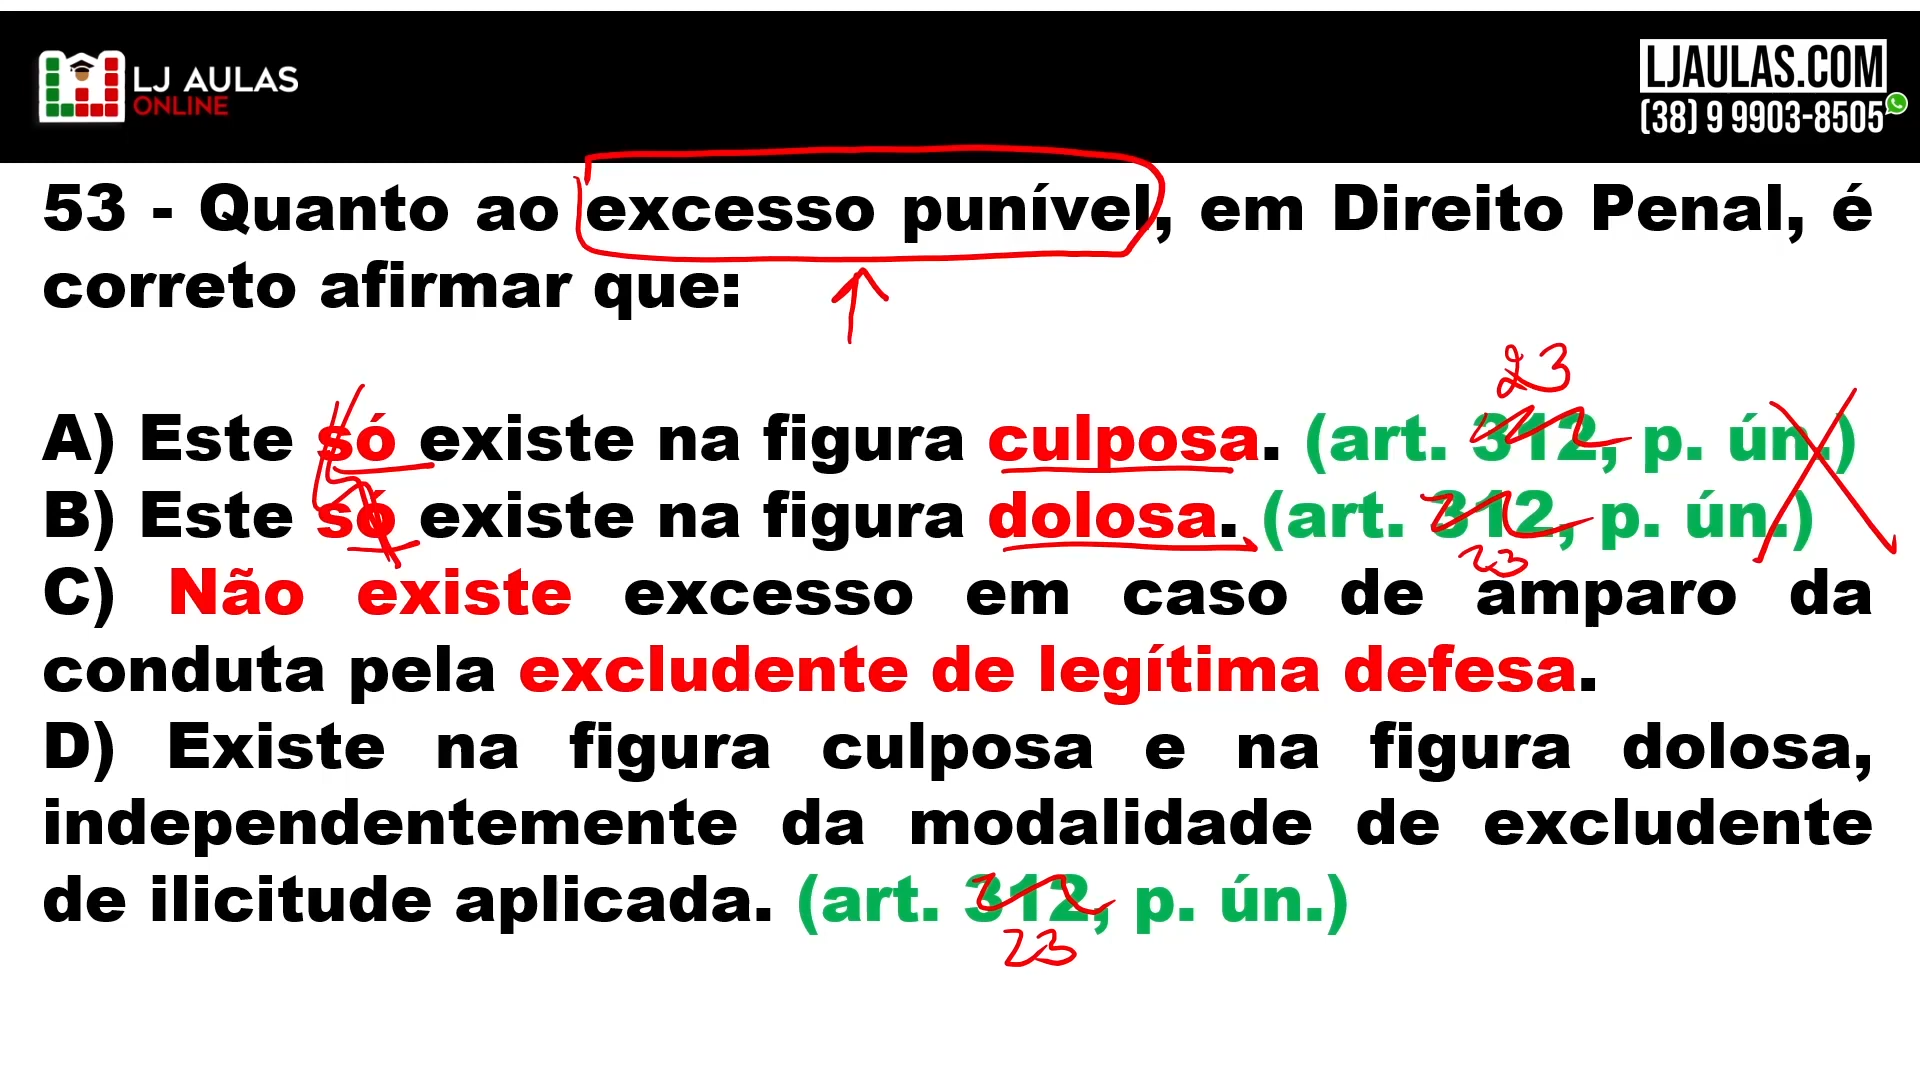 LJ AULAS
ONLINE
LJAULAS.COM
(38) 9 9903-8505
53 - Quanto ao excesso punível, em Direito Penal, é
correto afirmar que:
23
A) Este só existe na figura culposa. (art. 312, p. ún.)
B) Este só existe na figura dolosa. (art. 312, p. ún.)
23
C) Não existe excesso em caso de amparo da
conduta pela excludente de legítima defesa.
D) Existe na figura culposa e na figura dolosa,
independentemente da modalidade de excludente
de ilicitude aplicada. (art. 312, p. ún.)
23